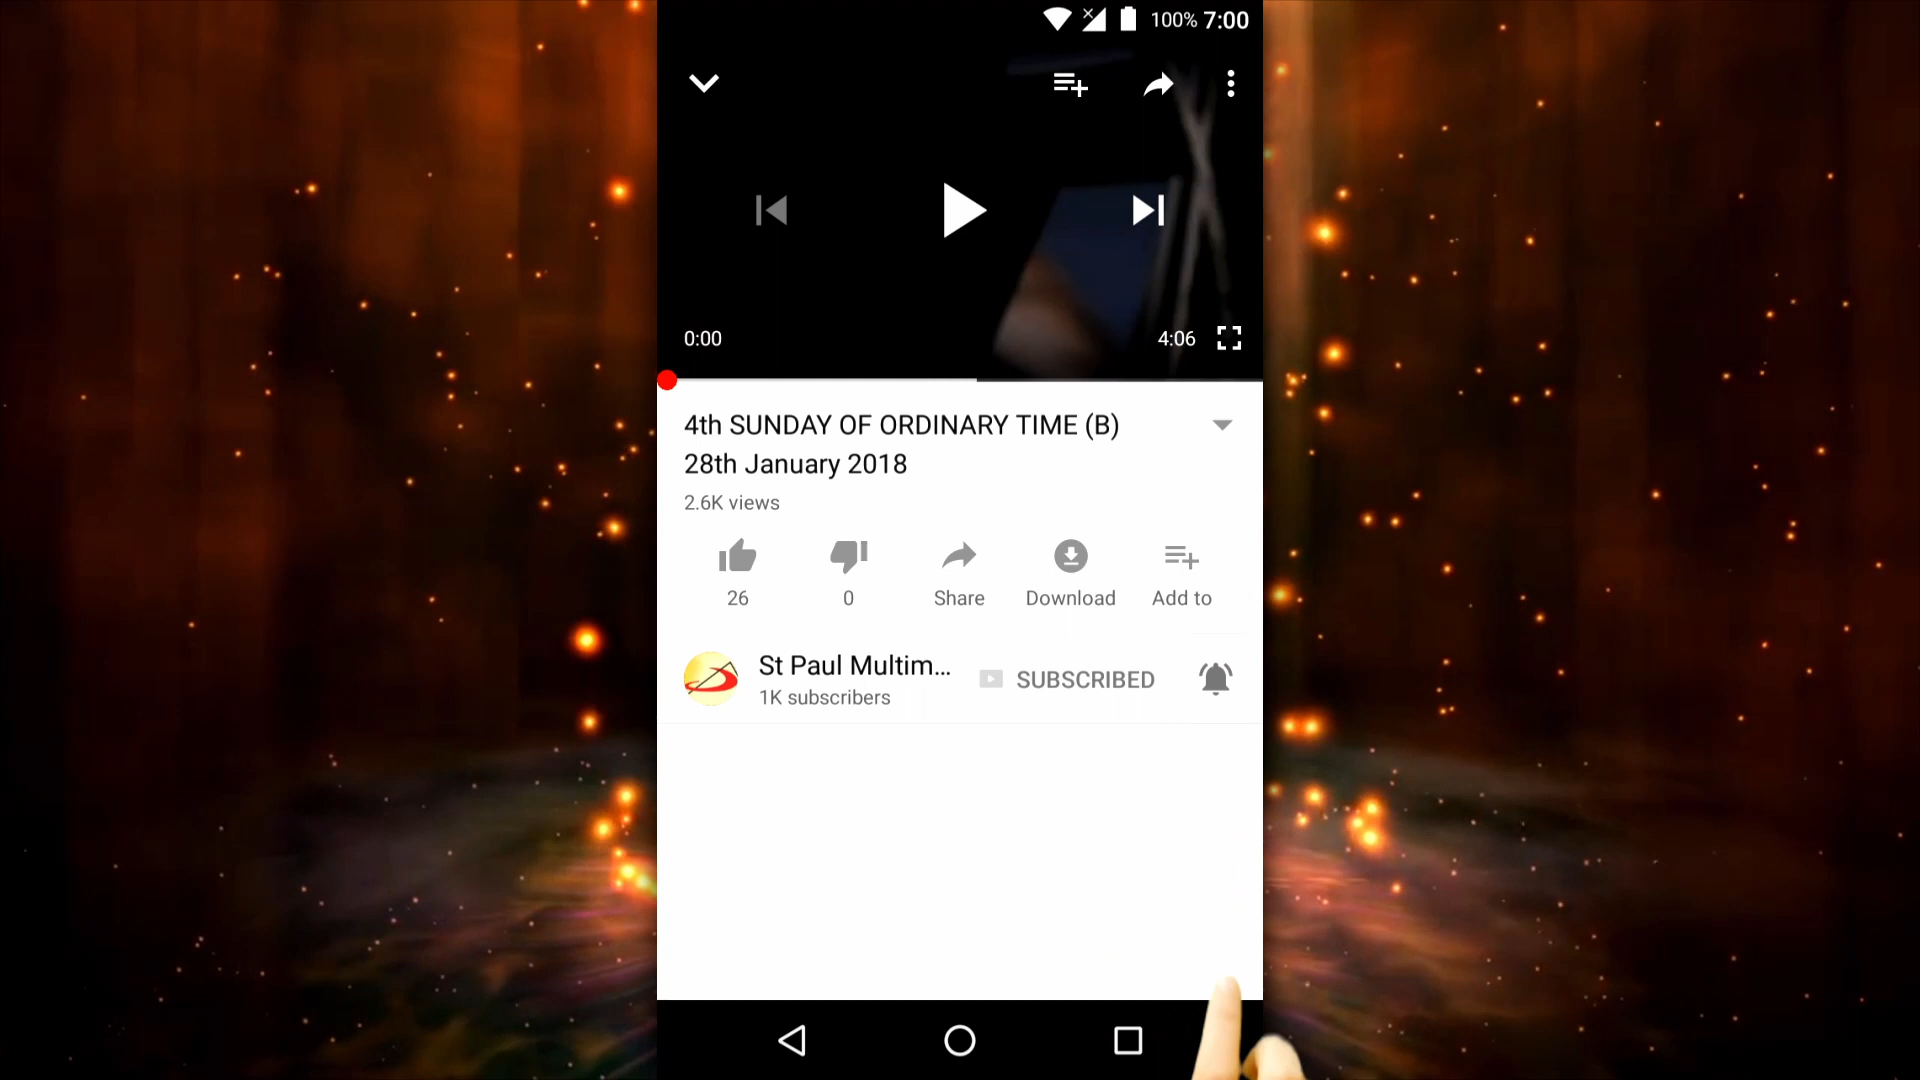 100% 7:00
0:00
4:06
4th SUNDAY OF ORDINARY TIME (B)
28th January 2018
2.6K views
26
0
Share
Download
Add to
St Paul Multim...
1K subscribers
SUBSCRIBED